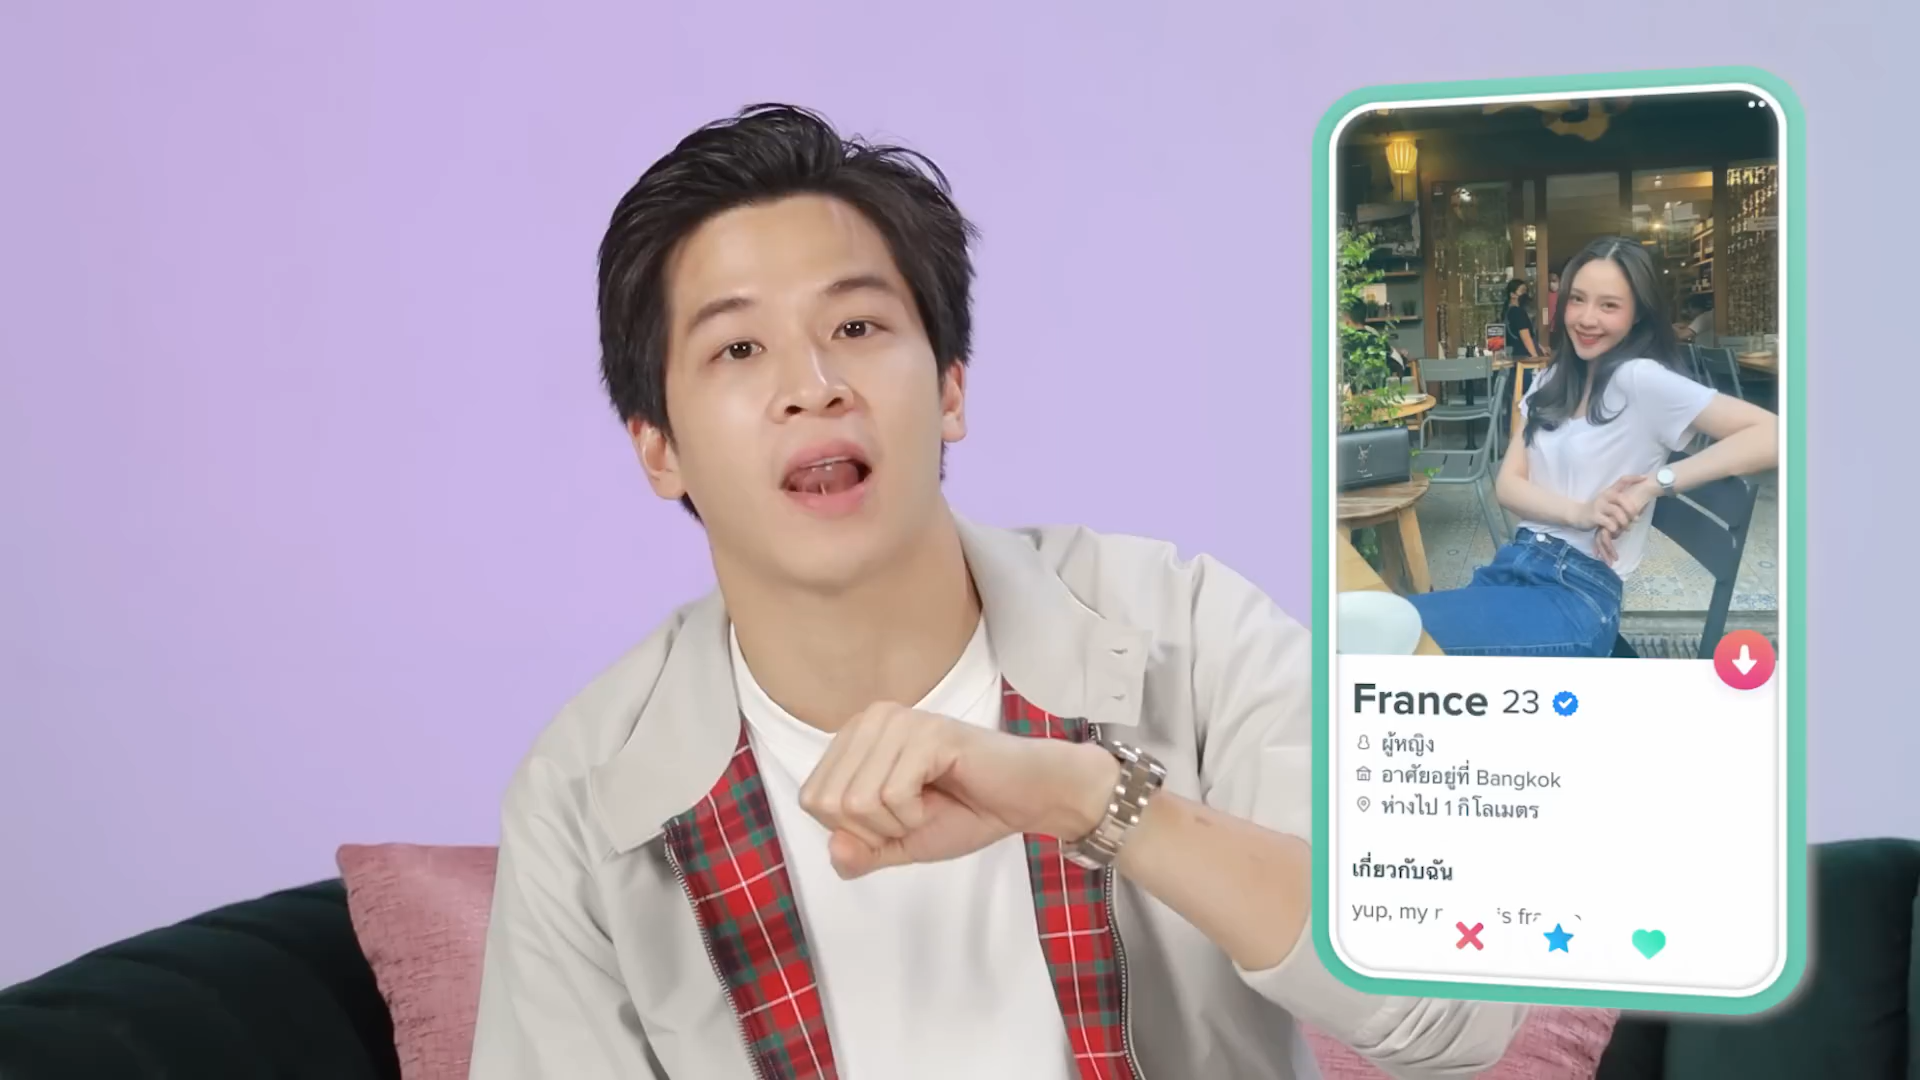 France 23
ผู้หญิง
อาศัยอยู่ที่ Bangkok
ห่างไป 1 กิโลเมตร
เกี่ยวกับฉัน
yup, my